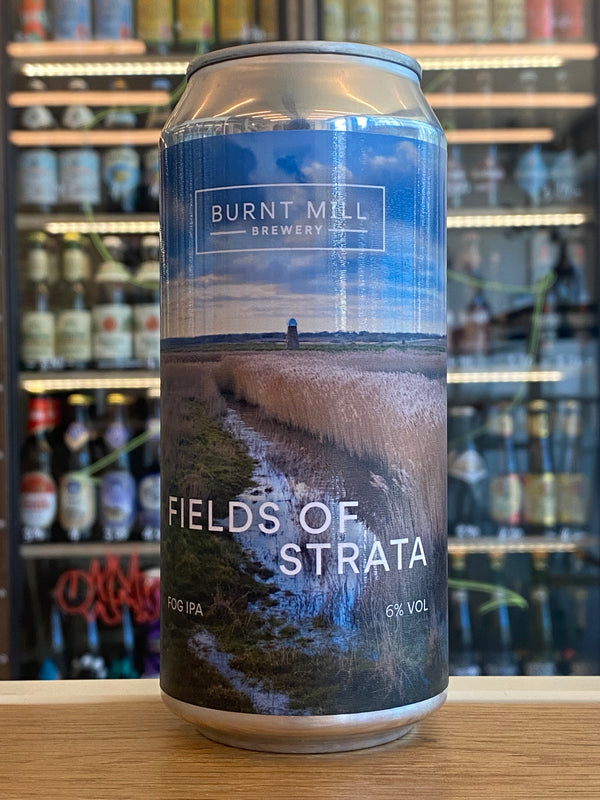 BURNT MILL
BREWERY
FIELDS OF
STRATA
FOG IPA
6% VOL